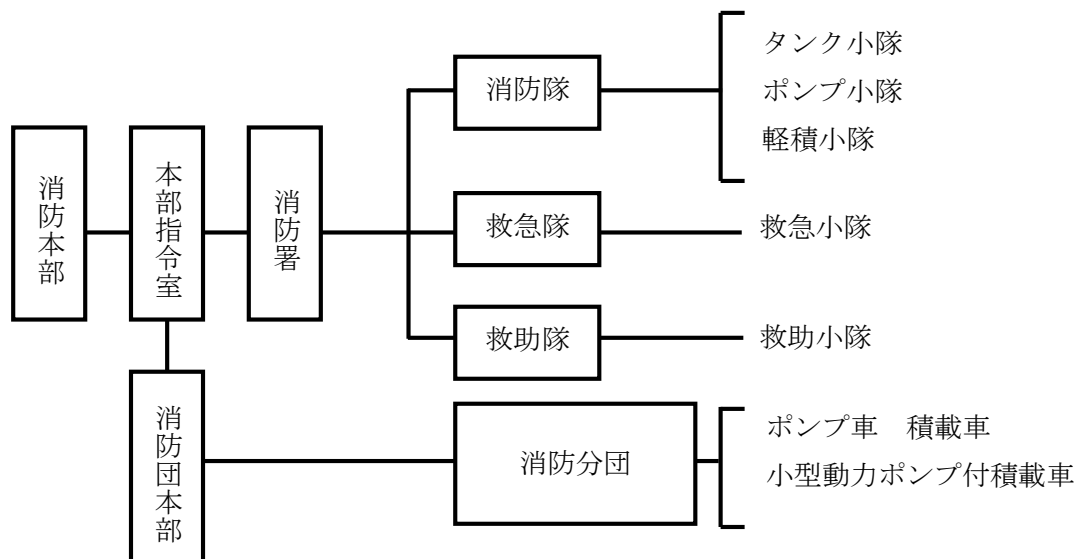 消防本部
本部指令室
消防署
消防隊
タンク小隊
ポンプ小隊
軽積小隊
救急隊
救急小隊
救助隊
救助小隊
消防団本部
消防分団
ポンプ車　積載車
小型動力ポンプ付積載車